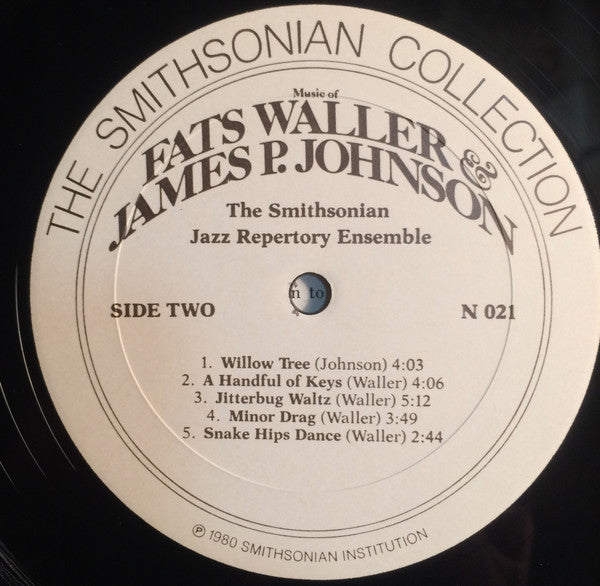 THE SMITHSONIAN COLLECTION
Music of
FATS WALLER &
JAMES P. JOHNSON
The Smithsonian
Jazz Repertory Ensemble
n to
SIDE TWO
N 021
1. Willow Tree (Johnson) 4:03
2. A Handful of Keys (Waller) 4:06
3. Jitterbug Waltz (Waller) 5:12
4. Minor Drag (Waller) 3:49
5. Snake Hips Dance (Waller) 2:44
℗ 1980 SMITHSONIAN INSTITUTION